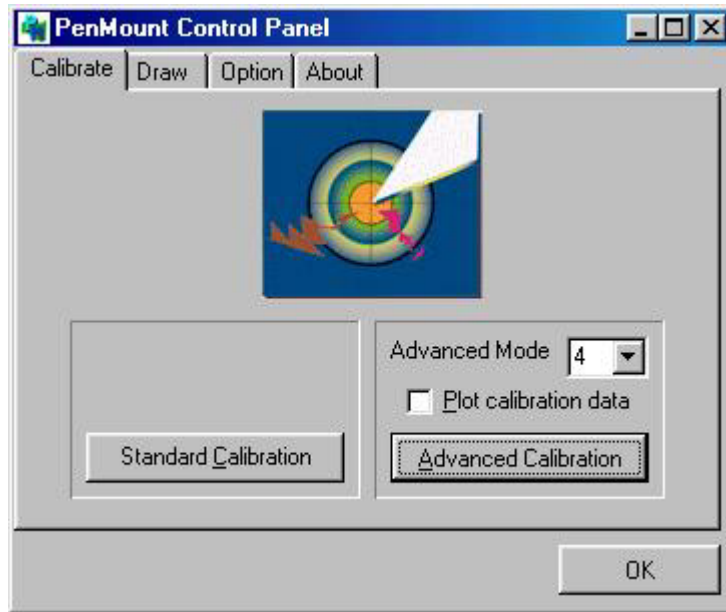 PenMount Control Panel
Calibrate Draw Option About
Advanced Mode 4
Plot calibration data
Standard Calibration Advanced Calibration
OK